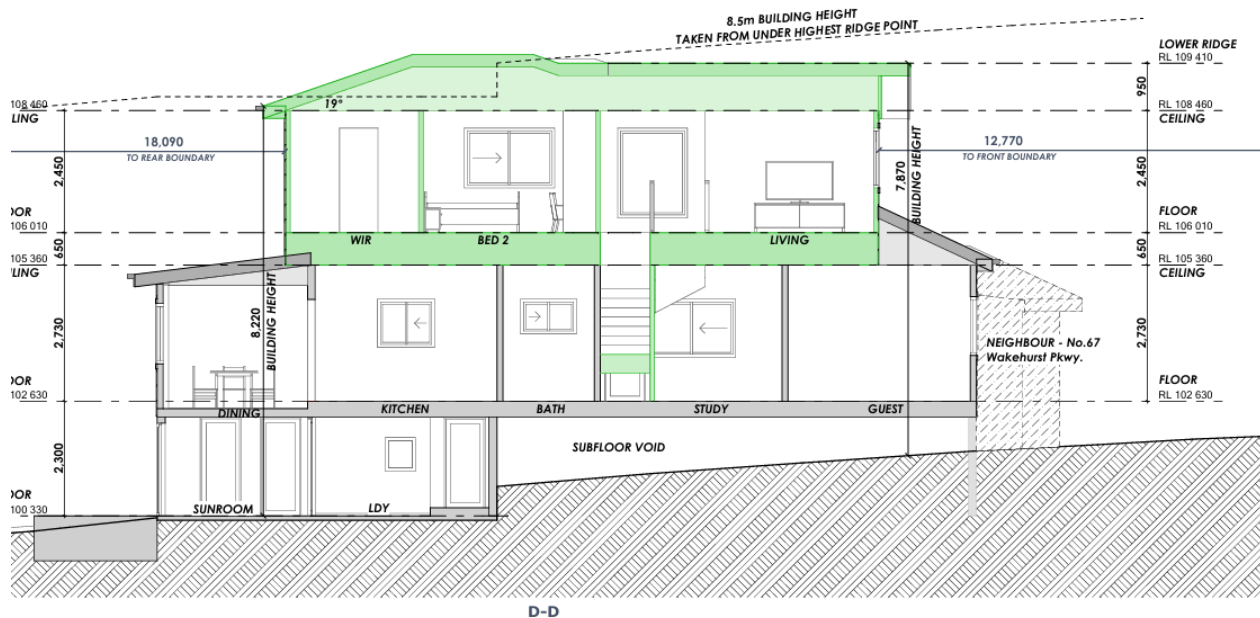 8.5m BUILDING HEIGHT
TAKEN FROM UNDER HIGHEST RIDGE POINT
LOWER RIDGE
RL 109 410
950
19°
108 460
ILING
RL 108 460
CEILING
18,090
TO REAR BOUNDARY
12,770
TO FRONT BOUNDARY
2,450
7,870
BUILDING HEIGHT
2,450
OOR
106 010
FLOOR
RL 106 010
WIR
BED 2
LIVING
650
650
105 360
ILING
RL 105 360
CEILING
8,220
BUILDING HEIGHT
2,730
2,730
NEIGHBOUR - No.67
Wakehurst Pkwy.
OOR
102 630
FLOOR
RL 102 630
DINING
KITCHEN
BATH
STUDY
GUEST
SUBFLOOR VOID
2,300
OOR
100 330
SUNROOM
LDY
D-D